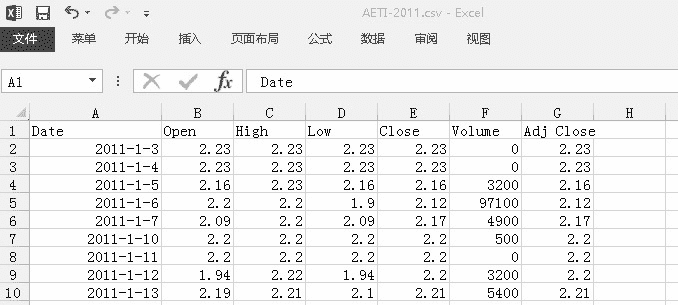 AETI-2011.csv - Excel
文件 菜单 开始 插入 页面布局 公式 数据 审阅 视图
A1 fx Date
A B C D E F G H
1 Date Open High Low Close Volume Adj Close
2 2011-1-3 2.23 2.23 2.23 2.23 0 2.23
3 2011-1-4 2.23 2.23 2.23 2.23 0 2.23
4 2011-1-5 2.16 2.23 2.16 2.16 3200 2.16
5 2011-1-6 2.2 2.2 1.9 2.12 97100 2.12
6 2011-1-7 2.09 2.2 2.09 2.17 4900 2.17
7 2011-1-10 2.2 2.2 2.2 2.2 500 2.2
8 2011-1-11 2.2 2.2 2.2 2.2 0 2.2
9 2011-1-12 1.94 2.22 1.94 2.2 3200 2.2
10 2011-1-13 2.19 2.21 2.1 2.21 5400 2.21